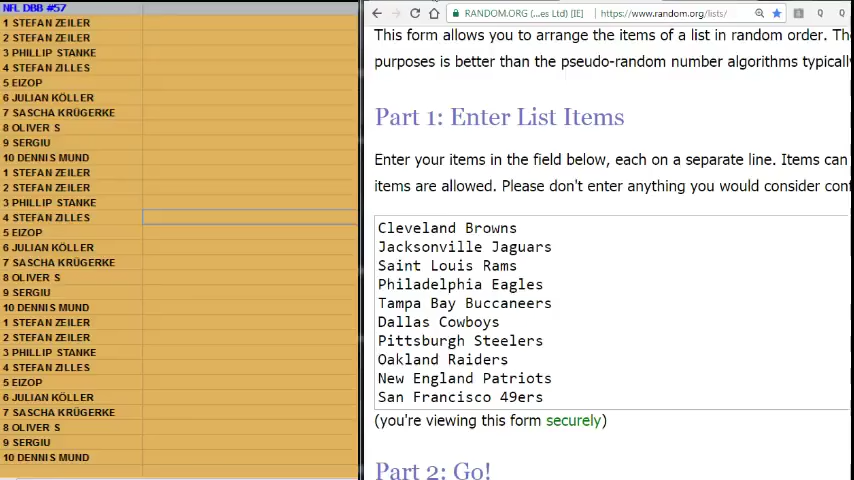 NFL DBB #57
1 STEFAN ZEILER
2 STEFAN ZEILER
3 PHILLIP STANKE
4 STEFAN ZILLES
5 EIZOP
6 JULIAN KÖLLER
7 SASCHA KRÜGERKE
8 OLIVER S
9 SERGIU
10 DENNIS MUND
1 STEFAN ZEILER
2 STEFAN ZEILER
3 PHILLIP STANKE
4 STEFAN ZILLES
5 EIZOP
6 JULIAN KÖLLER
7 SASCHA KRÜGERKE
8 OLIVER S
9 SERGIU
10 DENNIS MUND
1 STEFAN ZEILER
2 STEFAN ZEILER
3 PHILLIP STANKE
4 STEFAN ZILLES
5 EIZOP
6 JULIAN KÖLLER
7 SASCHA KRÜGERKE
8 OLIVER S
9 SERGIU
10 DENNIS MUND
RANDOM.ORG (...es Ltd) [IE] https://www.random.org/lists/
This form allows you to arrange the items of a list in random order. The
purposes is better than the pseudo-random number algorithms typically
Part 1: Enter List Items
Enter your items in the field below, each on a separate line. Items can
items are allowed. Please don't enter anything you would consider con
Cleveland Browns
Jacksonville Jaguars
Saint Louis Rams
Philadelphia Eagles
Tampa Bay Buccaneers
Dallas Cowboys
Pittsburgh Steelers
Oakland Raiders
New England Patriots
San Francisco 49ers
(you're viewing this form securely)
Part 2: Go!